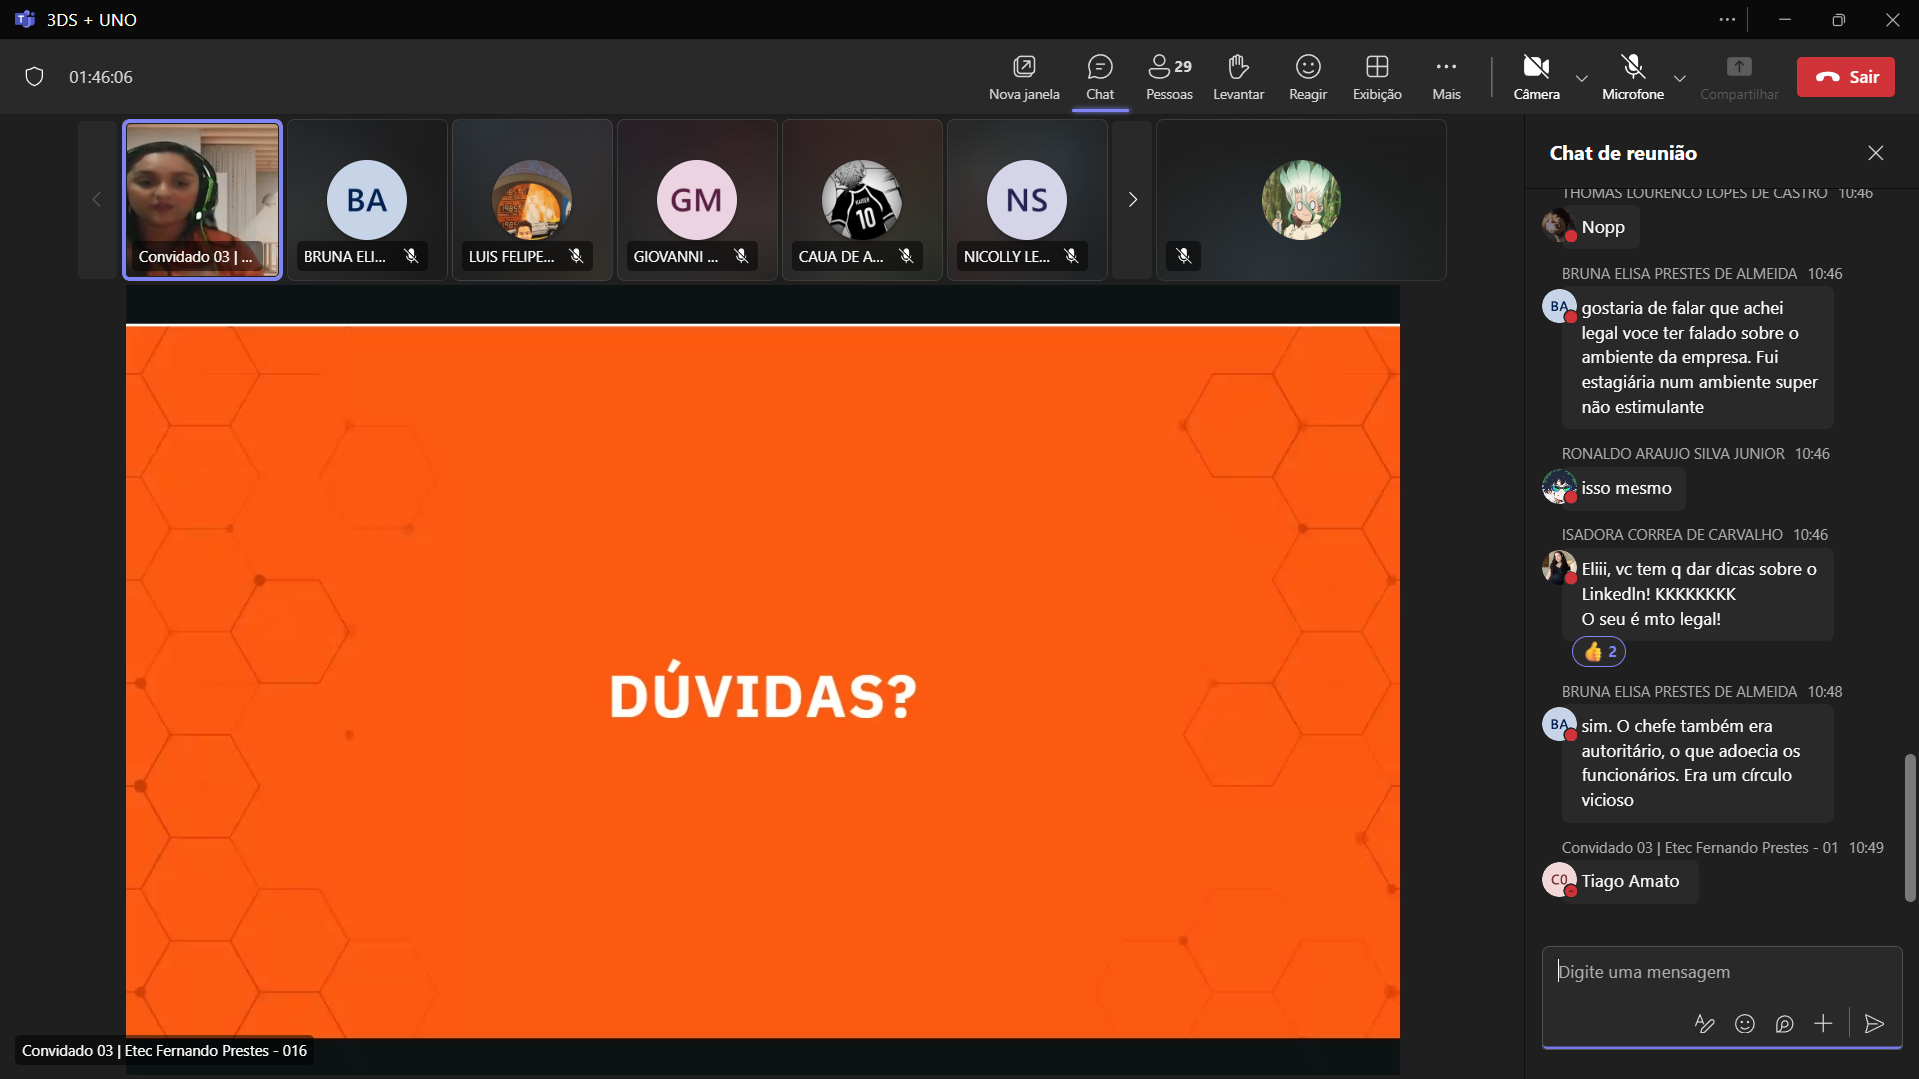 3DS + UNO
01:46:06
Nova janela
Chat
29
Pessoas
Levantar
Reagir
Exibição
Mais
Câmera
Microfone
Compartilhar
Sair
Convidado 03 | ...
BA
BRUNA ELI...
LUIS FELIPE...
GM
GIOVANNI ...
10
CAUA DE A...
NS
NICOLLY LE...
DÚVIDAS?
Convidado 03 | Etec Fernando Prestes - 016
Chat de reunião
THOMAS LOURENCO LOPES DE CASTRO 10:46
Nopp
BRUNA ELISA PRESTES DE ALMEIDA 10:46
BA
gostaria de falar que achei
legal voce ter falado sobre o
ambiente da empresa. Fui
estagiária num ambiente super
não estimulante
RONALDO ARAUJO SILVA JUNIOR 10:46
isso mesmo
ISADORA CORREA DE CARVALHO 10:46
Eliii, vc tem q dar dicas sobre o
LinkedIn! KKKKKKKK
O seu é mto legal!
👍 2
BRUNA ELISA PRESTES DE ALMEIDA 10:48
BA
sim. O chefe também era
autoritário, o que adoecia os
funcionários. Era um círculo
vicioso
Convidado 03 | Etec Fernando Prestes - 01 10:49
C0
Tiago Amato
Digite uma mensagem